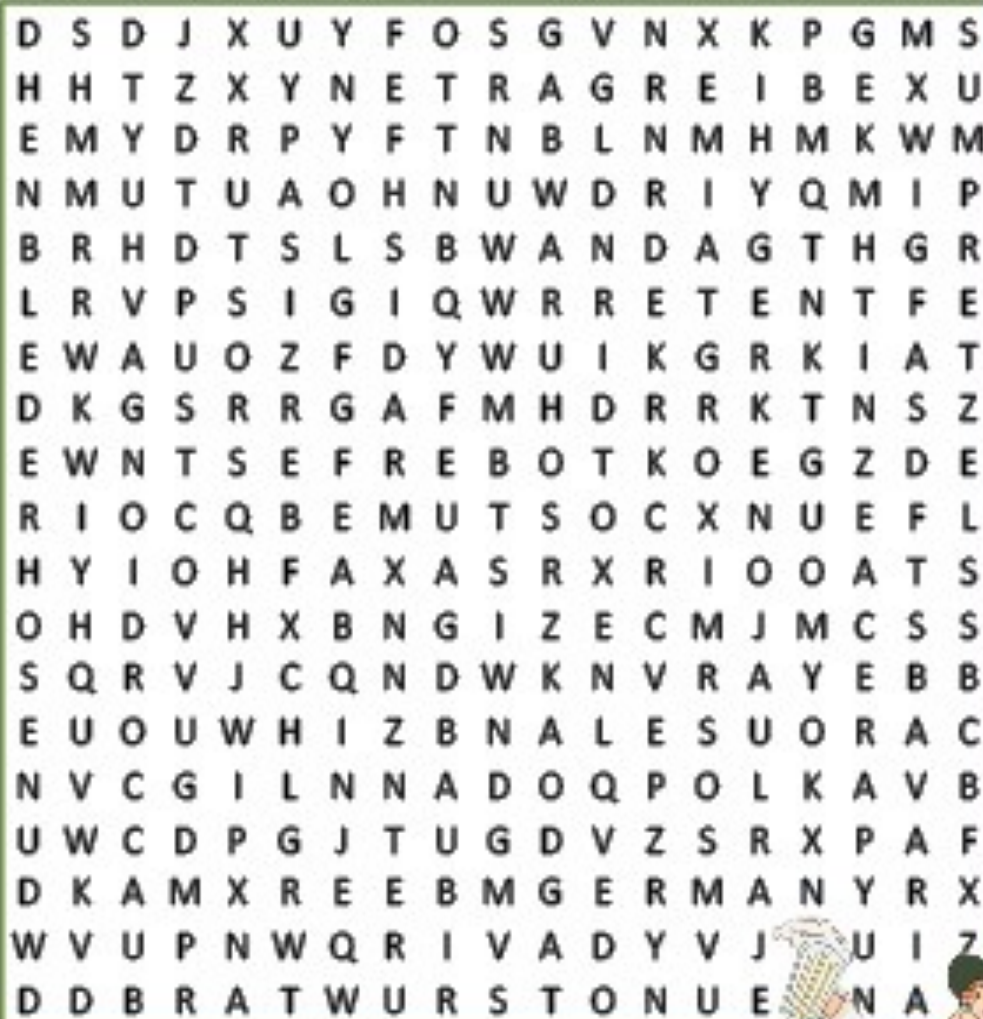 D S D J X U Y F O S G V N X K P G M S
H H T Z X Y N E T R A G R E I B E X U
E M Y D R P Y F T N B L N M H M K W M
N M U T U A O H N U W D R I Y Q M I P
B R H D T S L S B W A N D A G T H G R
L R V P S I G I Q W R R E T E N T F E
E W A U O Z F D Y W U I K G R K I A T
D K G S R R G A F M H D R R K T N S Z
E W N T S E F R E B O T K O E G Z D E
R I O C Q B E M U T S O C X N U E F L
H Y I O H F A X A S R X R I O O A T S
O H D V H X B N G I Z E C M J M C S S
S Q R V J C Q N D W K N V R A Y E B B
E U O U W H I Z B N A L E S U O R A C
N V C G I L N N A D O Q P O L K A V B
U W C D P G J T U G D V Z S R X P A F
D K A M X R E E B M G E R M A N Y R X
W V U P N W Q R I V A D Y V J U I Z
D D B R A T W U R S T O N U E N A